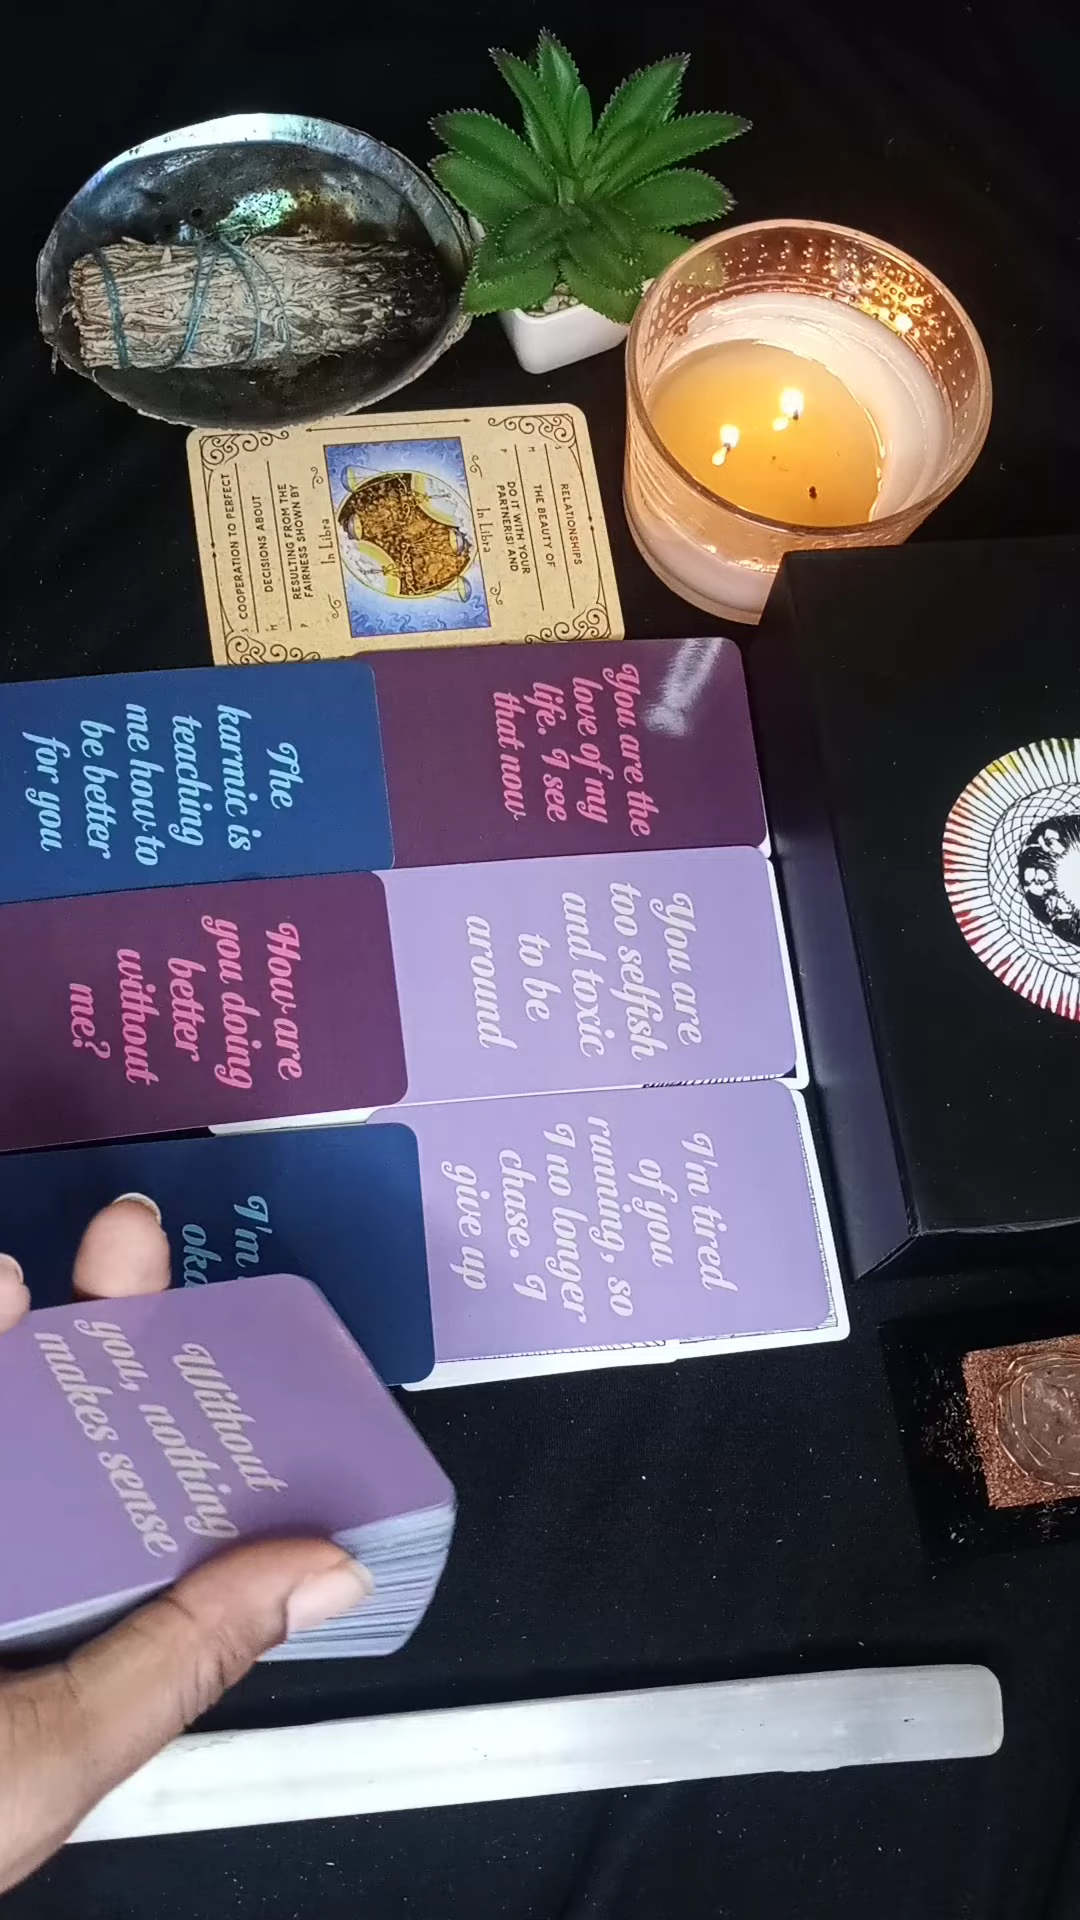 RELATIONSHIPS
THE BEAUTY OF
DO IT WITH YOUR
PARTNER(S) AND
In Libra
In Libra
RESULTING FROM THE
FAIRNESS SHOWN BY
DECISIONS ABOUT
COOPERATION TO PERFECT
You are the
love of my
life. I see
that now
The
karmic is
teaching
me how to
be better
for you
You are
too selfish
and toxic
to be
around
How are
you doing
better
without
me?
I'm tired
of you
running, so
I no longer
chase. I
give up
I'm
Without
you, nothing
makes sense